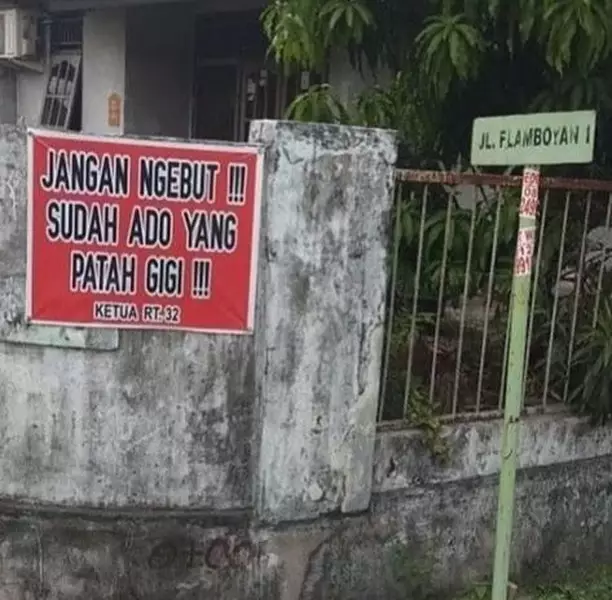 JANGAN NGEBUT !!!
SUDAH ADO YANG
PATAH GIGI !!!
KETUA RT. 32
JL. FLAMBOYAN I